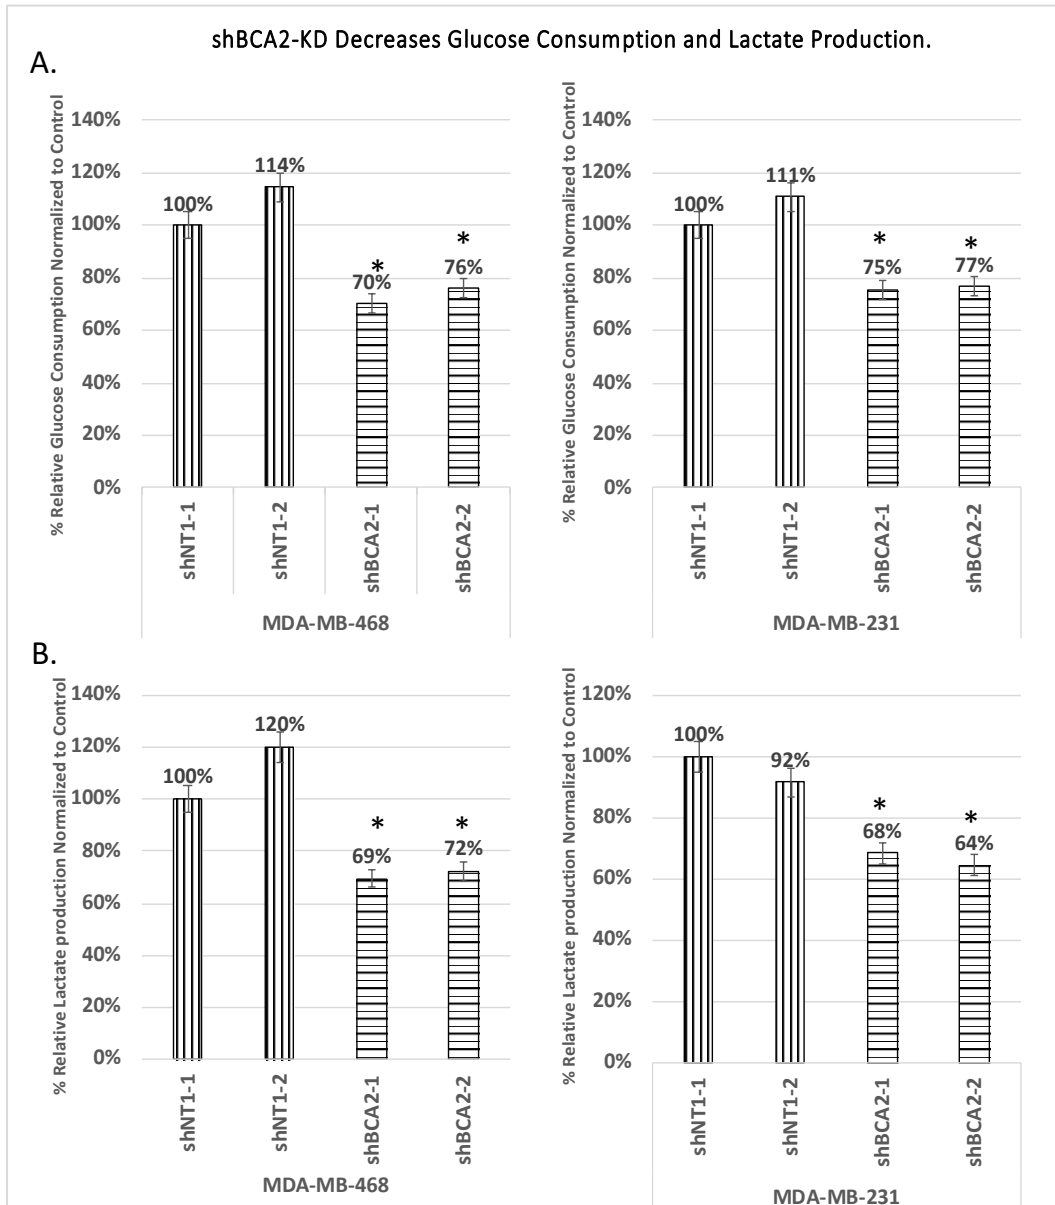 shBCA2-KD Decreases Glucose Consumption and Lactate Production.
A.
% Relative Glucose Consumption Normalized to Control
140%
120%
100%
80%
60%
40%
20%
0%
100%
114%
*
70%
*
76%
shNT1-1
shNT1-2
shBCA2-1
shBCA2-2
MDA-MB-468
% Relative Glucose Consumption Normalized to Control
140%
120%
100%
80%
60%
40%
20%
0%
100%
111%
*
75%
*
77%
shNT1-1
shNT1-2
shBCA2-1
shBCA2-2
MDA-MB-231
B.
% Relative Lactate production Normalized to Control
140%
120%
100%
80%
60%
40%
20%
0%
100%
120%
*
69%
*
72%
shNT1-1
shNT1-2
shBCA2-1
shBCA2-2
MDA-MB-468
% Relative Lactate production Normalized to Control
120%
100%
80%
60%
40%
20%
0%
100%
92%
*
68%
*
64%
shNT1-1
shNT1-2
shBCA2-1
shBCA2-2
MDA-MB-231